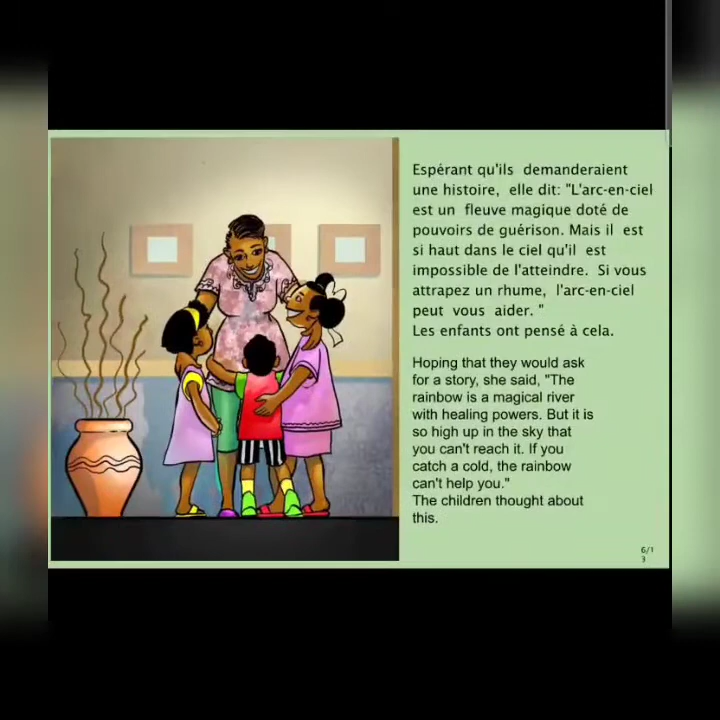 Espérant qu'ils demanderaient
une histoire, elle dit: "L'arc-en-ciel
est un fleuve magique doté de
pouvoirs de guérison. Mais il est
si haut dans le ciel qu'il est
impossible de l'atteindre. Si vous
attrapez un rhume, l'arc-en-ciel
peut vous aider. "
Les enfants ont pensé à cela.
Hoping that they would ask
for a story, she said, "The
rainbow is a magical river
with healing powers. But it is
so high up in the sky that
you can't reach it. If you
catch a cold, the rainbow
can't help you."
The children thought about
this.
6/1
3